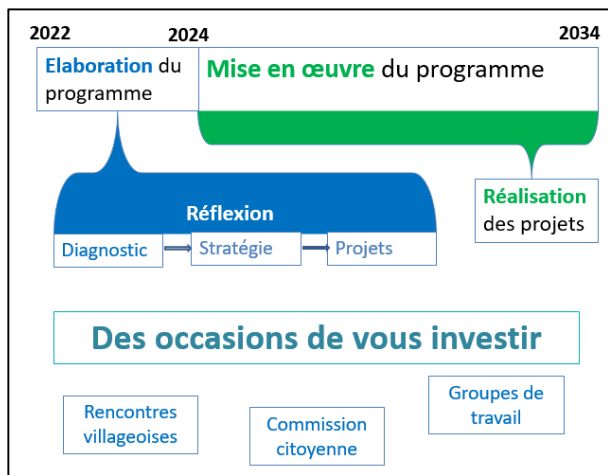 2022
2024
2034
Elaboration du
programme
Mise en œuvre du programme
Réflexion
Diagnostic
Stratégie
Projets
Réalisation
des projets
Des occasions de vous investir
Rencontres
villageoises
Commission
citoyenne
Groupes de
travail